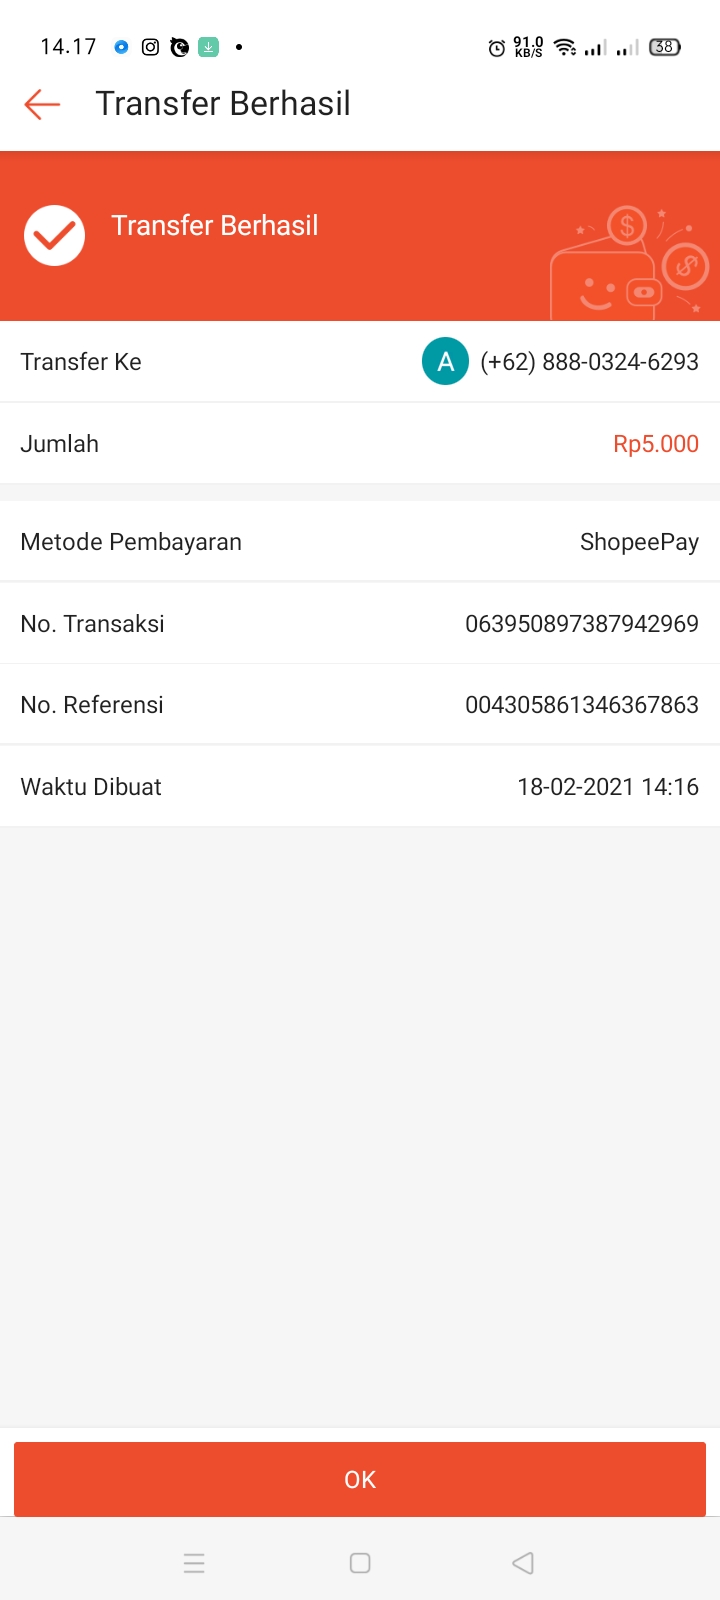 14.17
91.0
KB/S
38
Transfer Berhasil
Transfer Berhasil
$
$
Transfer Ke
A (+62) 888-0324-6293
Jumlah Rp5.000
Metode Pembayaran ShopeePay
No. Transaksi 063950897387942969
No. Referensi 004305861346367863
Waktu Dibuat 18-02-2021 14:16
OK